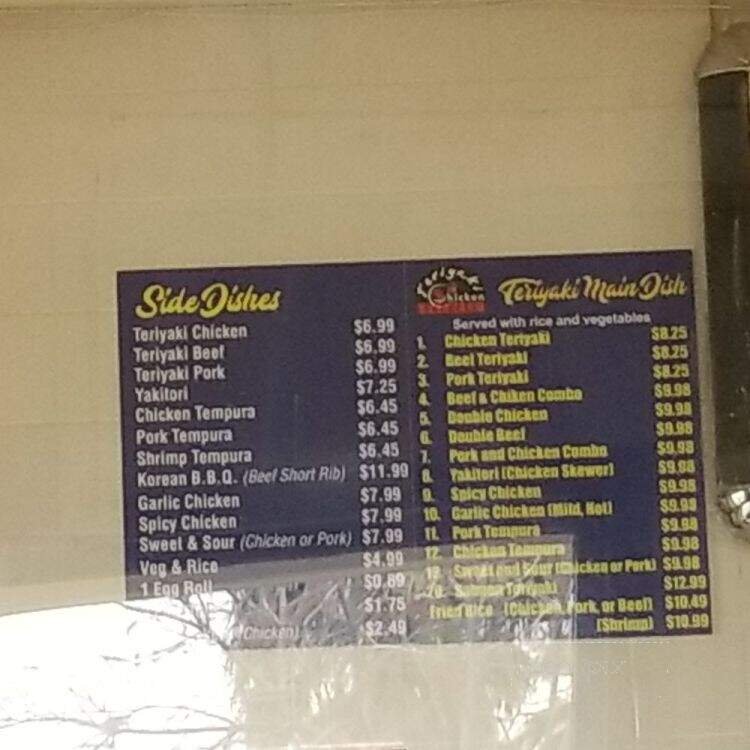 Side Dishes
Teriyaki Chicken $6.99
Teriyaki Beef $6.99
Teriyaki Pork $6.99
Yakitori $7.25
Chicken Tempura $6.45
Pork Tempura $6.45
Shrimp Tempura $6.45
Korean B.B.Q. (Beef Short Rib) $11.99
Garlic Chicken $7.99
Spicy Chicken $7.99
Sweet & Sour (Chicken or Pork) $7.99
Veg & Rice $4.99
1 Egg Roll $0.89
$1.75
(Chicken) $2.49
Teriyaki
Chicken
Teriyaki Main Dish
Served with rice and vegetables
1. Chicken Teriyaki $8.25
2. Beef Teriyaki $8.25
3. Pork Teriyaki $8.25
4. Beef & Chiken Combo $9.98
5. Double Chicken $9.98
6. Double Beef $9.98
7. Pork and Chicken Combo $9.98
8. Yakitori (Chicken Skewer) $9.98
9. Spicy Chicken $9.98
10. Garlic Chicken (Mild, Hot) $9.98
11. Pork Tempura $9.98
12. Chicken Tempura $9.98
13. Sweet and Sour (Chicken or Pork) $9.98
Salmon Teriyaki $12.99
Fried Rice (Chicken, Pork, or Beef) $10.49
(Shrimp) $10.99